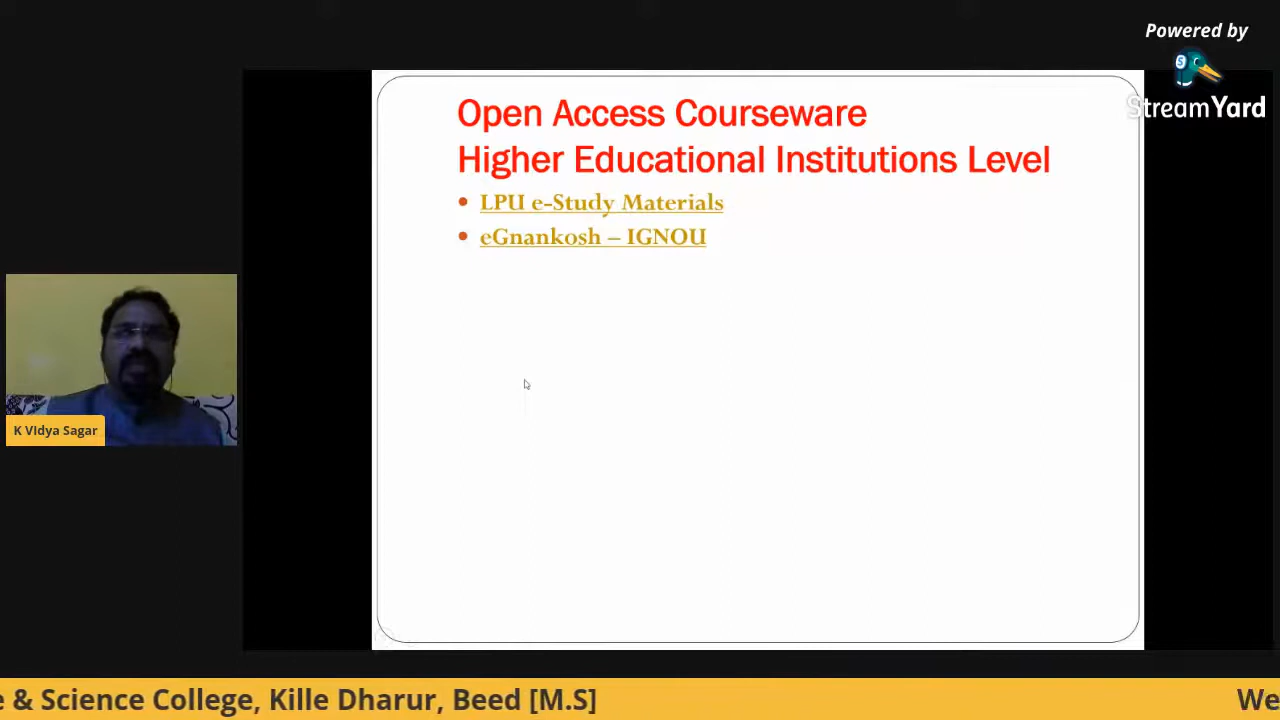 Powered by
StreamYard
Open Access Courseware
Higher Educational Institutions Level
• LPU e-Study Materials
• eGnankosh – IGNOU
K Vidya Sagar
e & Science College, Kille Dharur, Beed [M.S]
We